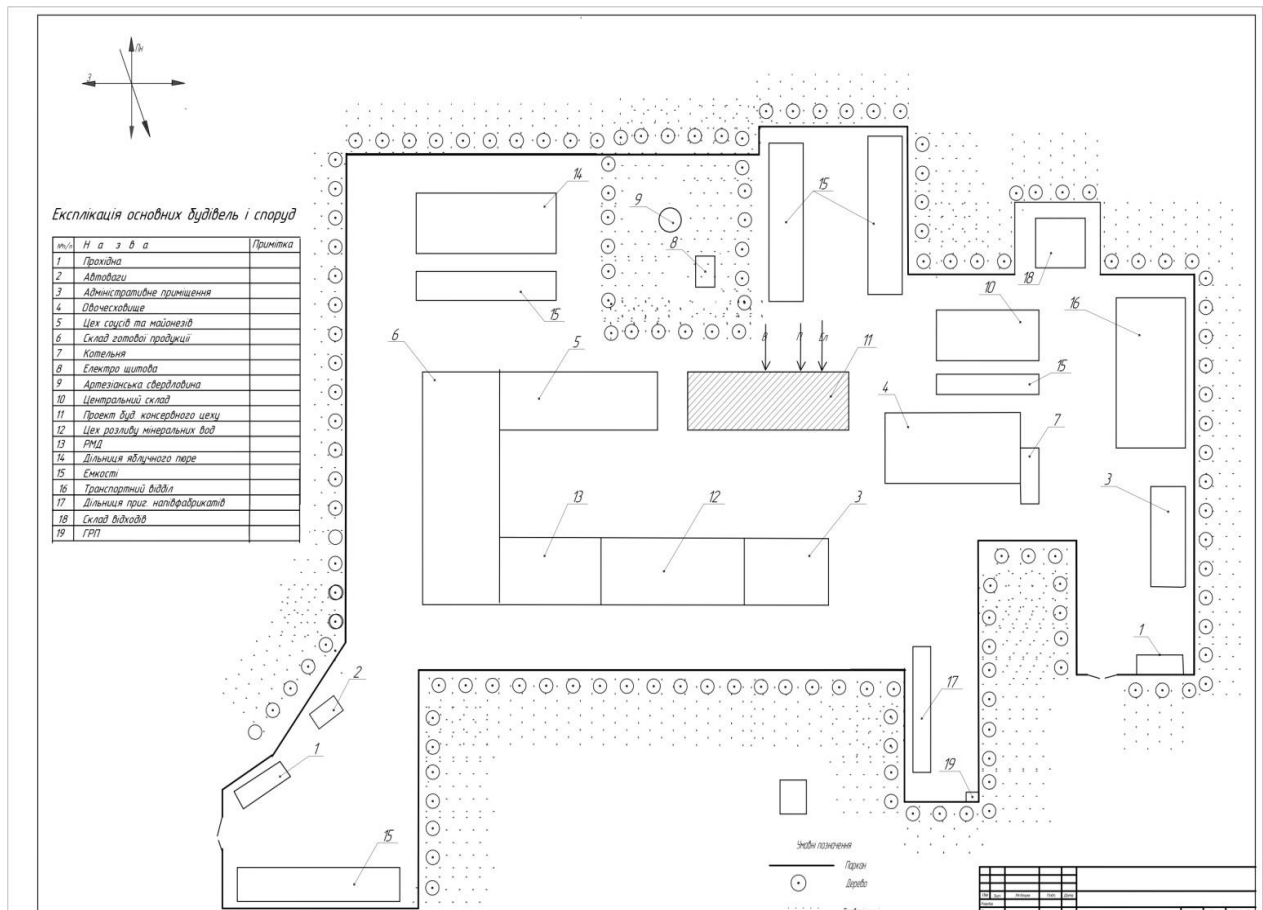 Пн
З
Експлікація основних будівель і споруд
№п/п Назва Примітка
1 Прохідна
2 Автоваги
3 Адміністративне приміщення
4 Овочесховище
5 Цех соусів та майонезів
6 Склад готової продукції
7 Котельня
8 Електро щитова
9 Артезіанська свердловина
10 Центральний склад
11 Проект буд. консервного цеху
12 Цех розливу мінеральних вод
13 РМД
14 Дільниця яблучного пюре
15 Ємкості
16 Транспортний відділ
17 Дільниця приг. напівфабрикатів
18 Склад відходів
19 ГРП
14
9
15
8
18
10
16
15
6
5
В П Ел
11
15
4
7
3
13
12
3
1
2
17
1
19
15
Умовні позначення
Паркан
Дерево